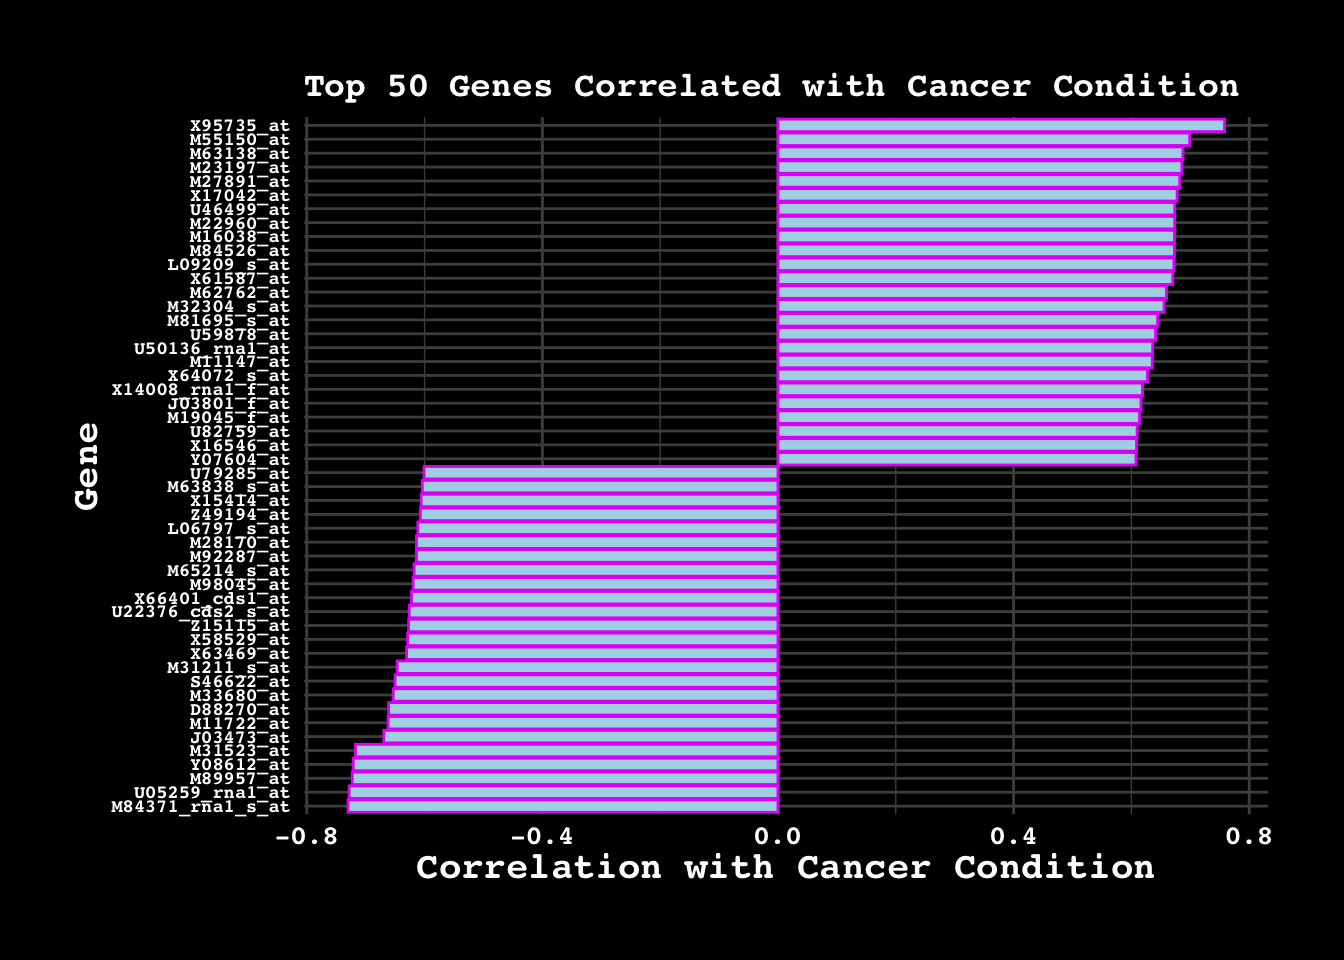 Top 50 Genes Correlated with Cancer Condition
X95735_at
M55150_at
M63138_at
M23197_at
M27891_at
X17042_at
U46499_at
M22960_at
M16038_at
M84526_at
L09209_s_at
X61587_at
M62762_at
M32304_s_at
M81695_s_at
U59878_at
U50136_rna1_at
M11147_at
X64072_s_at
X14008_rna1_f_at
J03801_f_at
M19045_f_at
U82759_at
X16546_at
Y07604_at
U79285_at
M63838_s_at
X15414_at
Z49194_at
L06797_s_at
M28170_at
M92287_at
M65214_s_at
M98045_at
X66401_cds1_at
U22376_cds2_s_at
Z15115_at
X58529_at
X63469_at
M31211_s_at
S46622_at
M33680_at
D88270_at
M11722_at
J03473_at
M31523_at
Y08612_at
M89957_at
U05259_rna1_at
M84371_rna1_s_at
Gene
-0.8 -0.4 0.0 0.4 0.8
Correlation with Cancer Condition